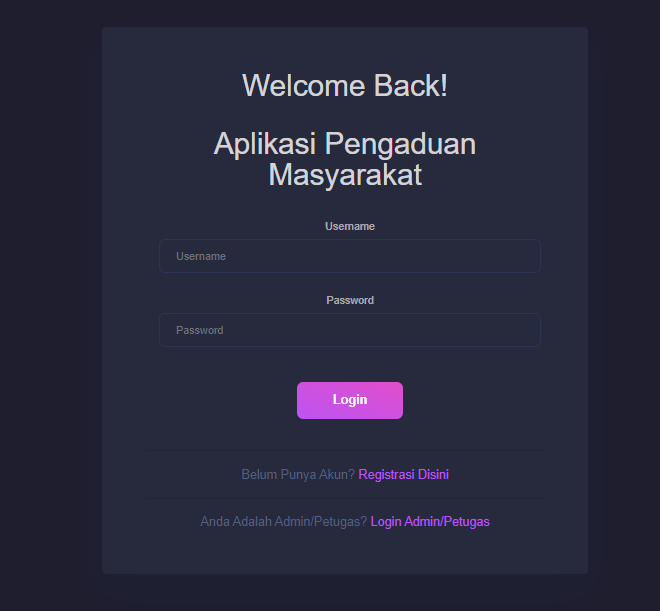 Welcome Back!
Aplikasi Pengaduan
Masyarakat
Username
Username
Password
Password
Login
Belum Punya Akun? Registrasi Disini
Anda Adalah Admin/Petugas? Login Admin/Petugas